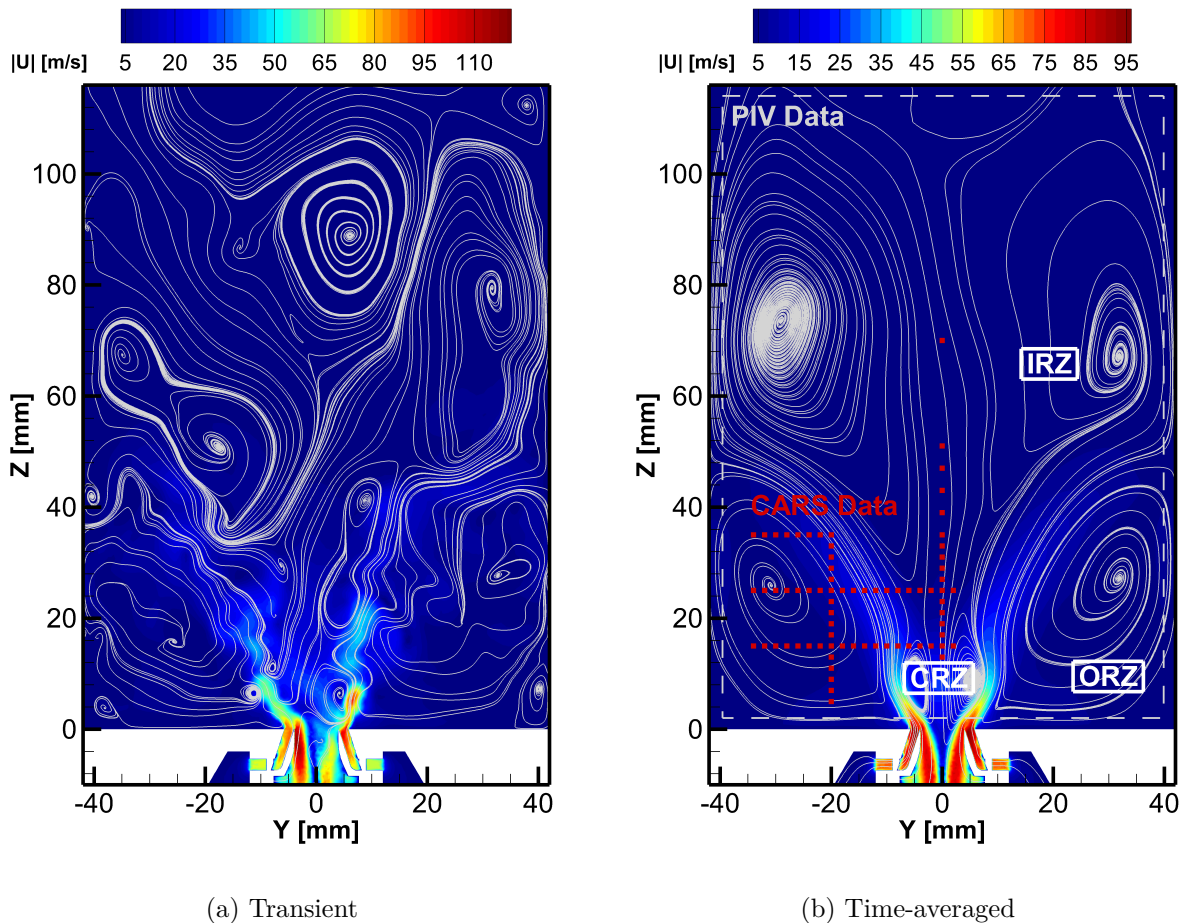 |U| [m/s] 5 20 35 50 65 80 95 110
Z [mm]
100
80
60
40
20
0
-40 -20 0 20 40
Y [mm]
(a) Transient
|U| [m/s] 5 15 25 35 45 55 65 75 85 95
PIV Data
IRZ
CARS Data
CRZ
ORZ
Z [mm]
100
80
60
40
20
0
-40 -20 0 20 40
Y [mm]
(b) Time-averaged